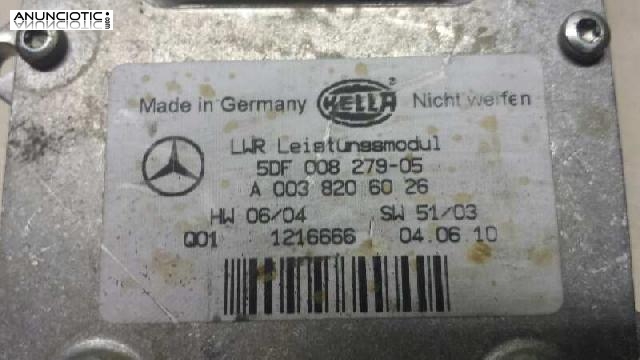 ANUNCIOTIC.com
Made in Germany HELLA ® Nicht werfen
LWR Leistungsmodul
5DF 008 279-05
A 003 820 60 26
HW 06/04 SW 51/03
Q01 1216666 04.06.10